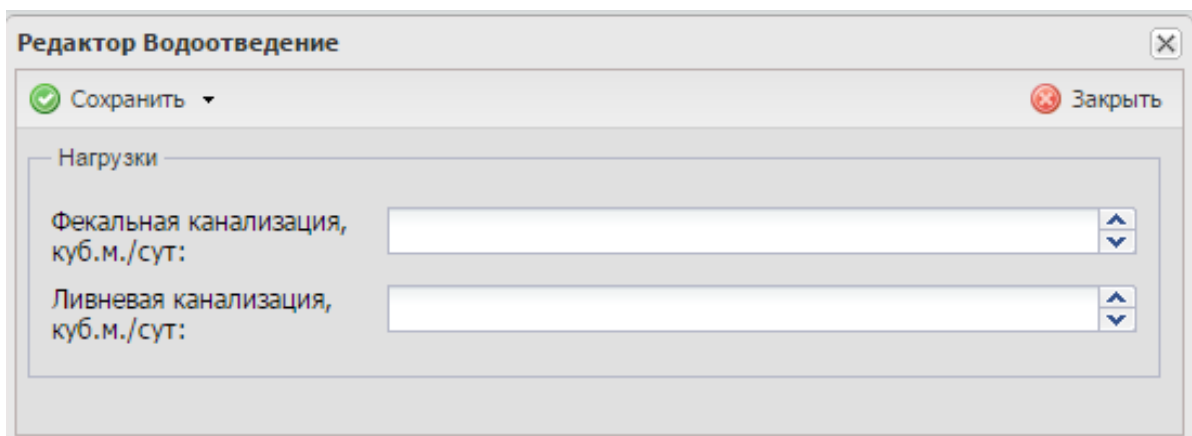 Редактор Водоотведение
Сохранить
Закрыть
Нагрузки
Фекальная канализация,
куб.м./сут:
Ливневая канализация,
куб.м./сут: